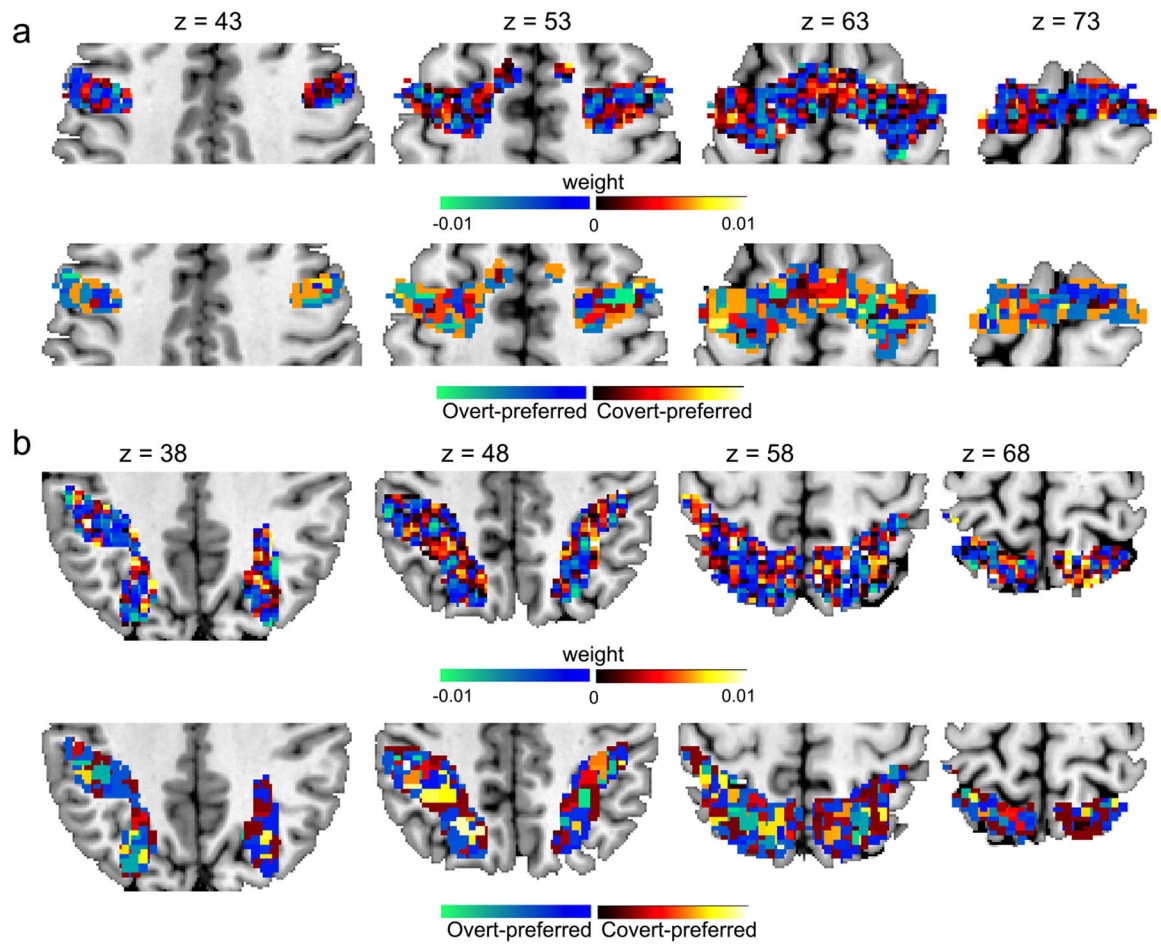 a
z = 43 z = 53 z = 63 z = 73
weight
-0.01 0 0.01
Overt-preferred Covert-preferred
b
z = 38 z = 48 z = 58 z = 68
weight
-0.01 0 0.01
Overt-preferred Covert-preferred